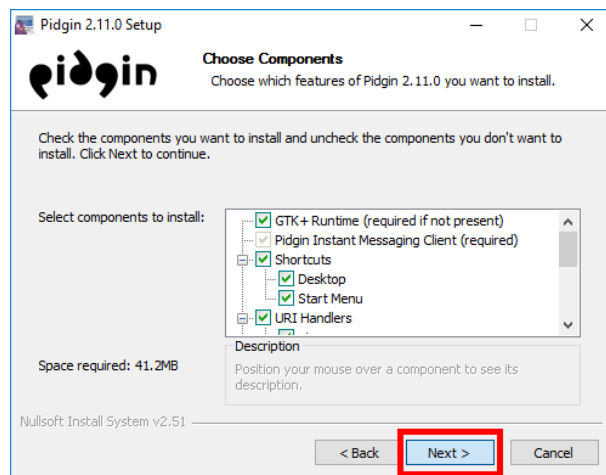 Pidgin 2.11.0 Setup
pidgin
Choose Components
Choose which features of Pidgin 2.11.0 you want to install.
Check the components you want to install and uncheck the components you don't want to
install. Click Next to continue.
Select components to install:
GTK+ Runtime (required if not present)
Pidgin Instant Messaging Client (required)
Shortcuts
Desktop
Start Menu
URI Handlers
Space required: 41.2MB
Description
Position your mouse over a component to see its
description.
Nullsoft Install System v2.51
< Back
Next >
Cancel